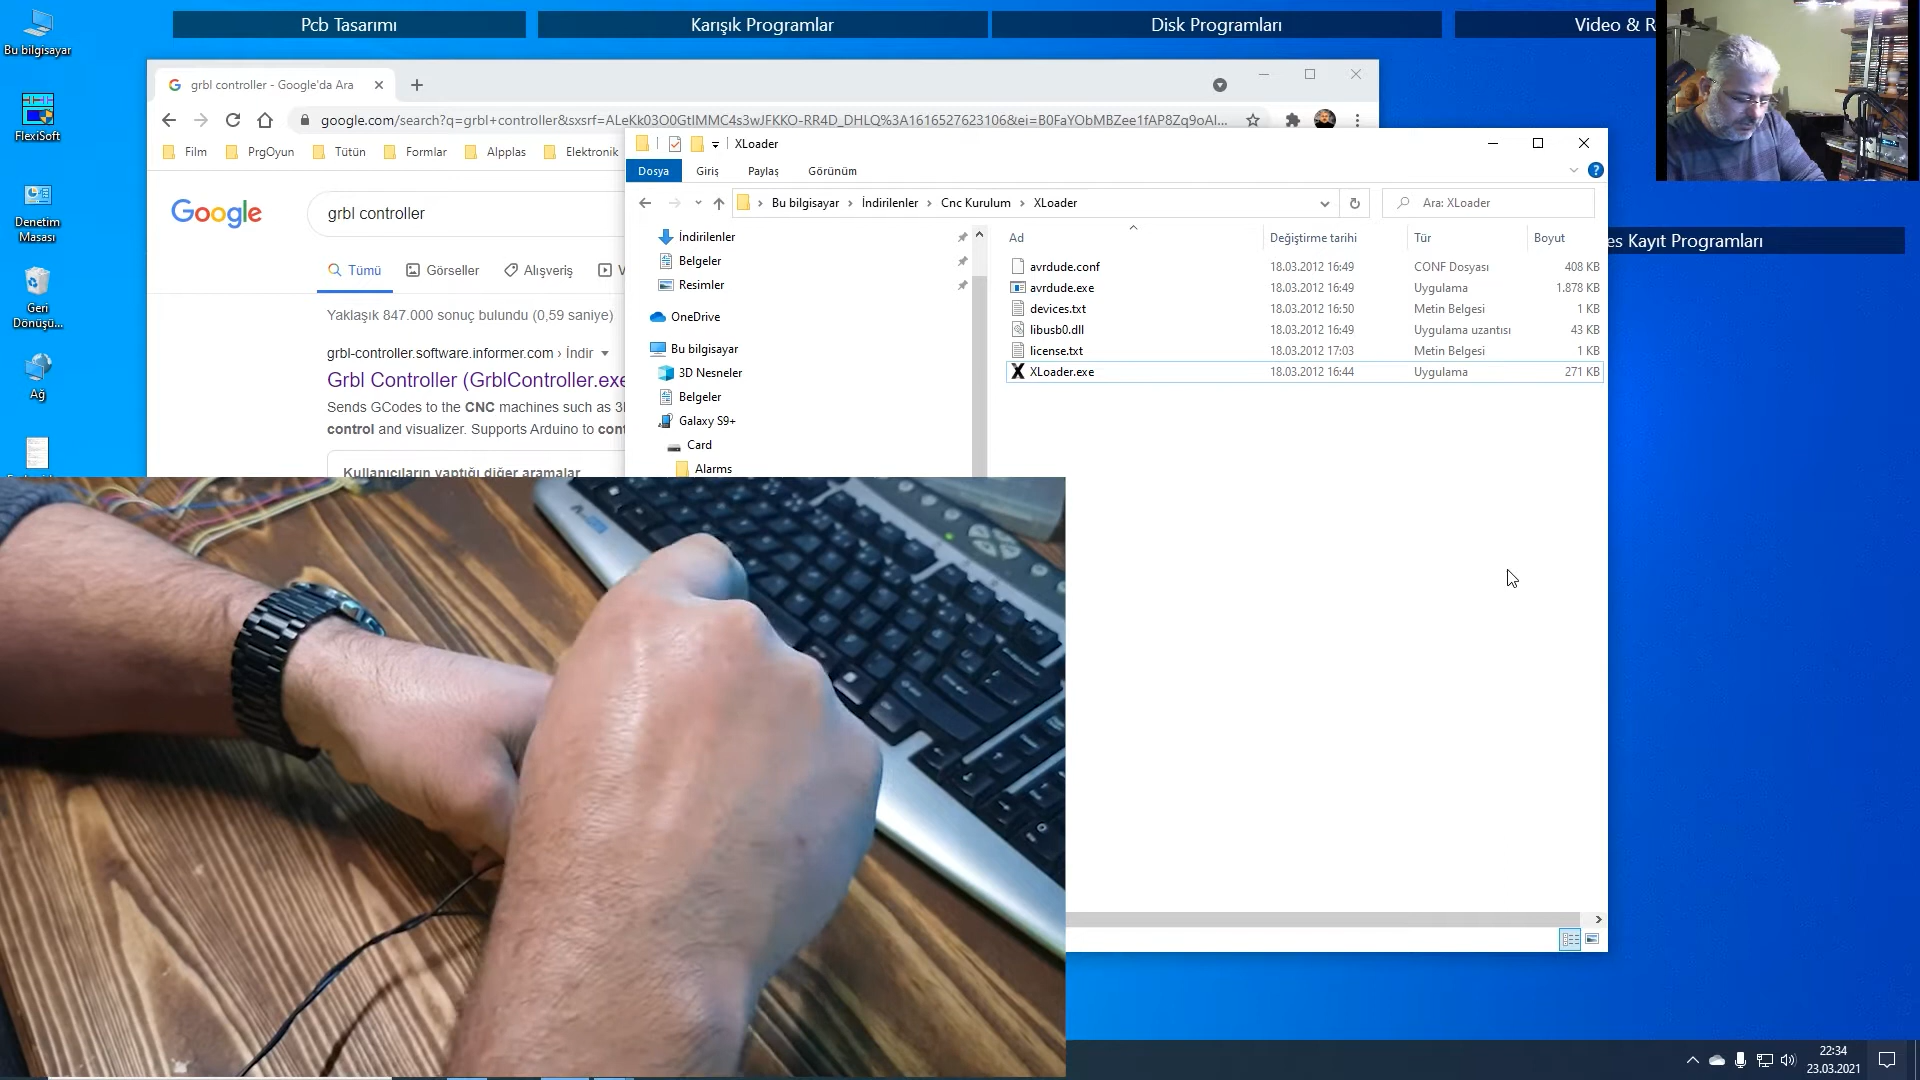 Pcb Tasarımı
Karışık Programlar
Disk Programları
Video & R
es Kayıt Programları
Bu bilgisayar
FlexiSoft
Denetim
Masası
Geri
Dönüşü...
Ağ
grbl controller - Google'da Ara
google.com/search?q=grbl+controller&sxsrf=ALeKk03O0GtIMMC4s3wJFKKO-RR4D_DHLQ%3A1616527623106&ei=B0FaYObMBZee1fAP8Zq9oAI...
Film
PrgOyun
Tütün
Formlar
Alpplas
Elektronik
Google
grbl controller
Tümü
Görseller
Alışveriş
V
Yaklaşık 847.000 sonuç bulundu (0,59 saniye)
grbl-controller.software.informer.com › İndir
Grbl Controller (GrblController.exe
Sends GCodes to the CNC machines such as 3
control and visualizer. Supports Arduino to con
Kullanıcıların yaptığı diğer aramalar
XLoader
Dosya
Giriş
Paylaş
Görünüm
Bu bilgisayar › İndirilenler › Cnc Kurulum › XLoader
Ara: XLoader
İndirilenler
Belgeler
Resimler
OneDrive
Bu bilgisayar
3D Nesneler
Belgeler
Galaxy S9+
Card
Alarms
Ad Değiştirme tarihi Tür Boyut
avrdude.conf 18.03.2012 16:49 CONF Dosyası 408 KB
avrdude.exe 18.03.2012 16:49 Uygulama 1.878 KB
devices.txt 18.03.2012 16:50 Metin Belgesi 1 KB
libusb0.dll 18.03.2012 16:49 Uygulama uzantısı 43 KB
license.txt 18.03.2012 17:03 Metin Belgesi 1 KB
XLoader.exe 18.03.2012 16:44 Uygulama 271 KB
22:34
23.03.2021